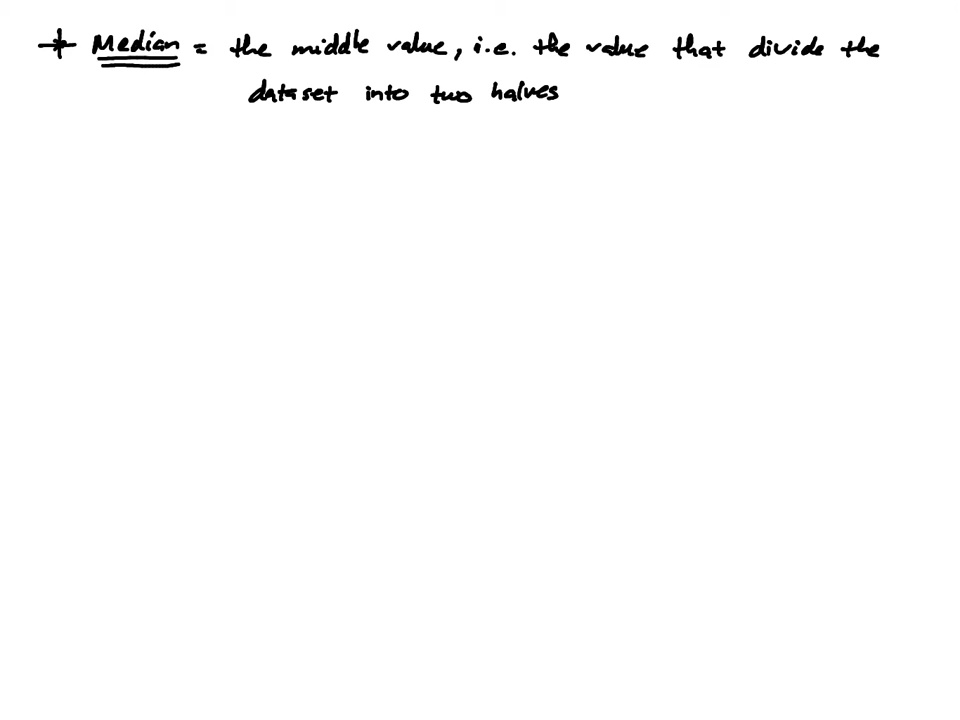 * Median = the middle value, i.e. the value that divide the
dataset into two halves